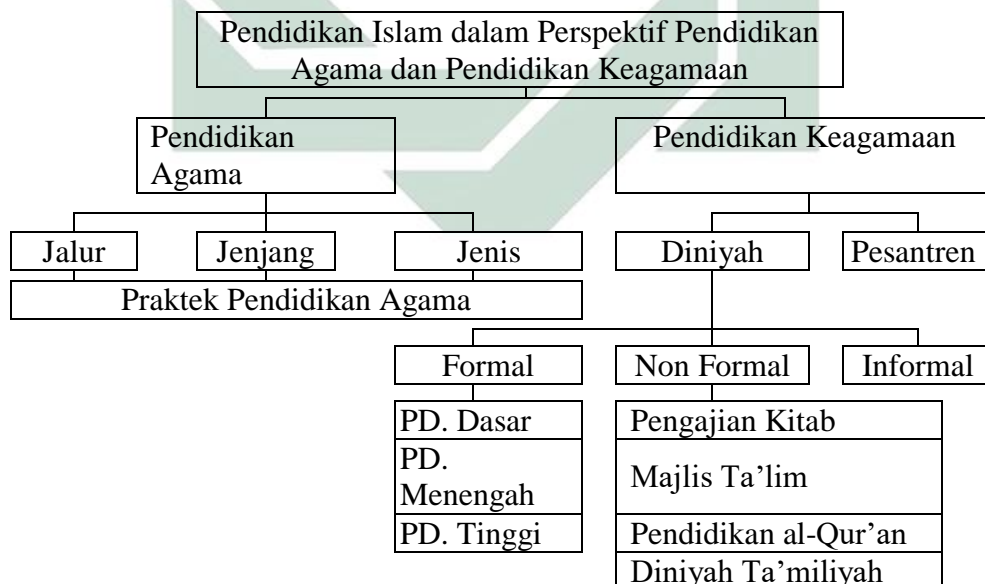 Pendidikan Islam dalam Perspektif Pendidikan
Agama dan Pendidikan Keagamaan
Pendidikan
Agama
Pendidikan Keagamaan
Jalur
Jenjang
Jenis
Diniyah
Pesantren
Praktek Pendidikan Agama
Formal
Non Formal
Informal
PD. Dasar
PD.
Menengah
PD. Tinggi
Pengajian Kitab
Majlis Ta’lim
Pendidikan al-Qur’an
Diniyah Ta’miliyah